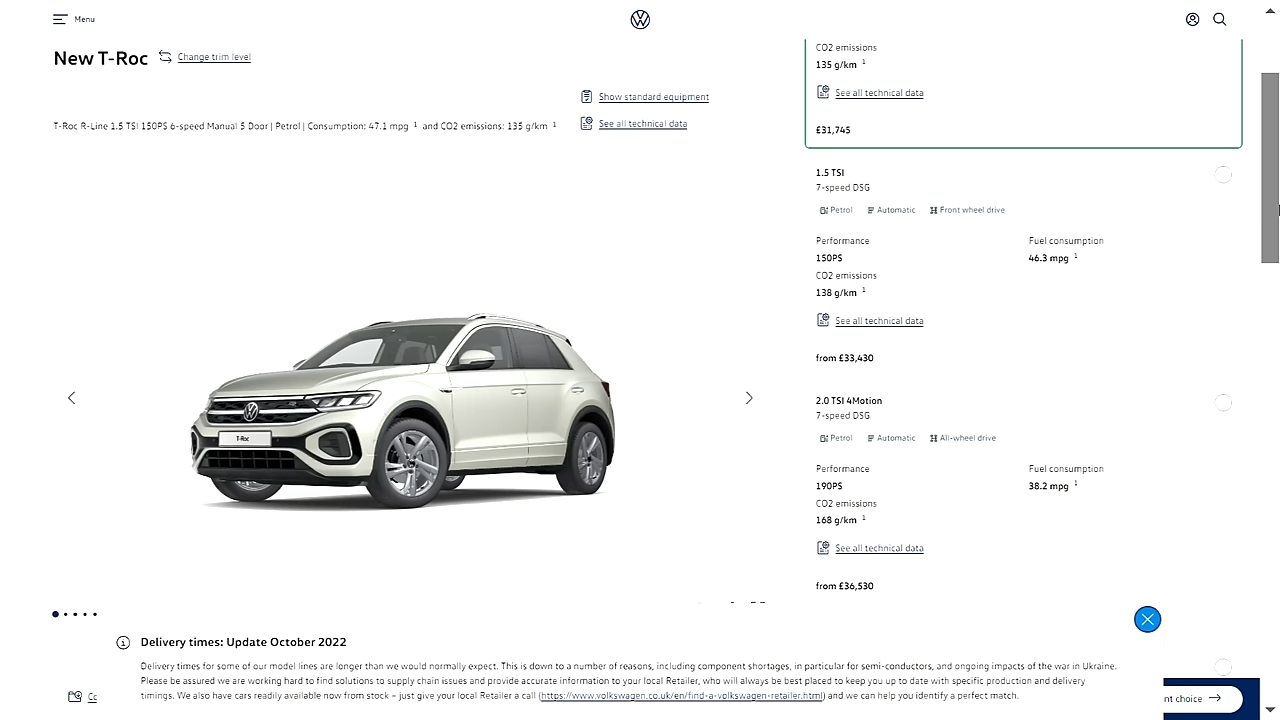 Menu
New T-Roc
Change trim level
Show standard equipment
T-Roc R-Line 1.5 TSI 150PS 6-speed Manual 5 Door | Petrol | Consumption: 47.1 mpg 1 and CO2 emissions: 135 g/km 1
See all technical data
T-Roc
CO2 emissions
135 g/km 1
See all technical data
£31,745
1.5 TSI
7-speed DSG
Petrol Automatic Front wheel drive
Performance Fuel consumption
150PS 46.3 mpg 1
CO2 emissions
138 g/km 1
See all technical data
from £33,430
2.0 TSI 4Motion
7-speed DSG
Petrol Automatic All-wheel drive
Performance Fuel consumption
190PS 38.2 mpg 1
CO2 emissions
168 g/km 1
See all technical data
from £36,530
Delivery times: Update October 2022
Delivery times for some of our model lines are longer than we would normally expect. This is down to a number of reasons, including component shortages, in particular for semi-conductors, and ongoing impacts of the war in Ukraine.
Please be assured we are working hard to find solutions to supply chain issues and provide accurate information to your local Retailer, who will always be best placed to keep you up to date with specific production and delivery
timings. We also have cars readily available now from stock – just give your local Retailer a call (https://www.volkswagen.co.uk/en/find-a-volkswagen-retailer.html) and we can help you identify a perfect match.
nt choice